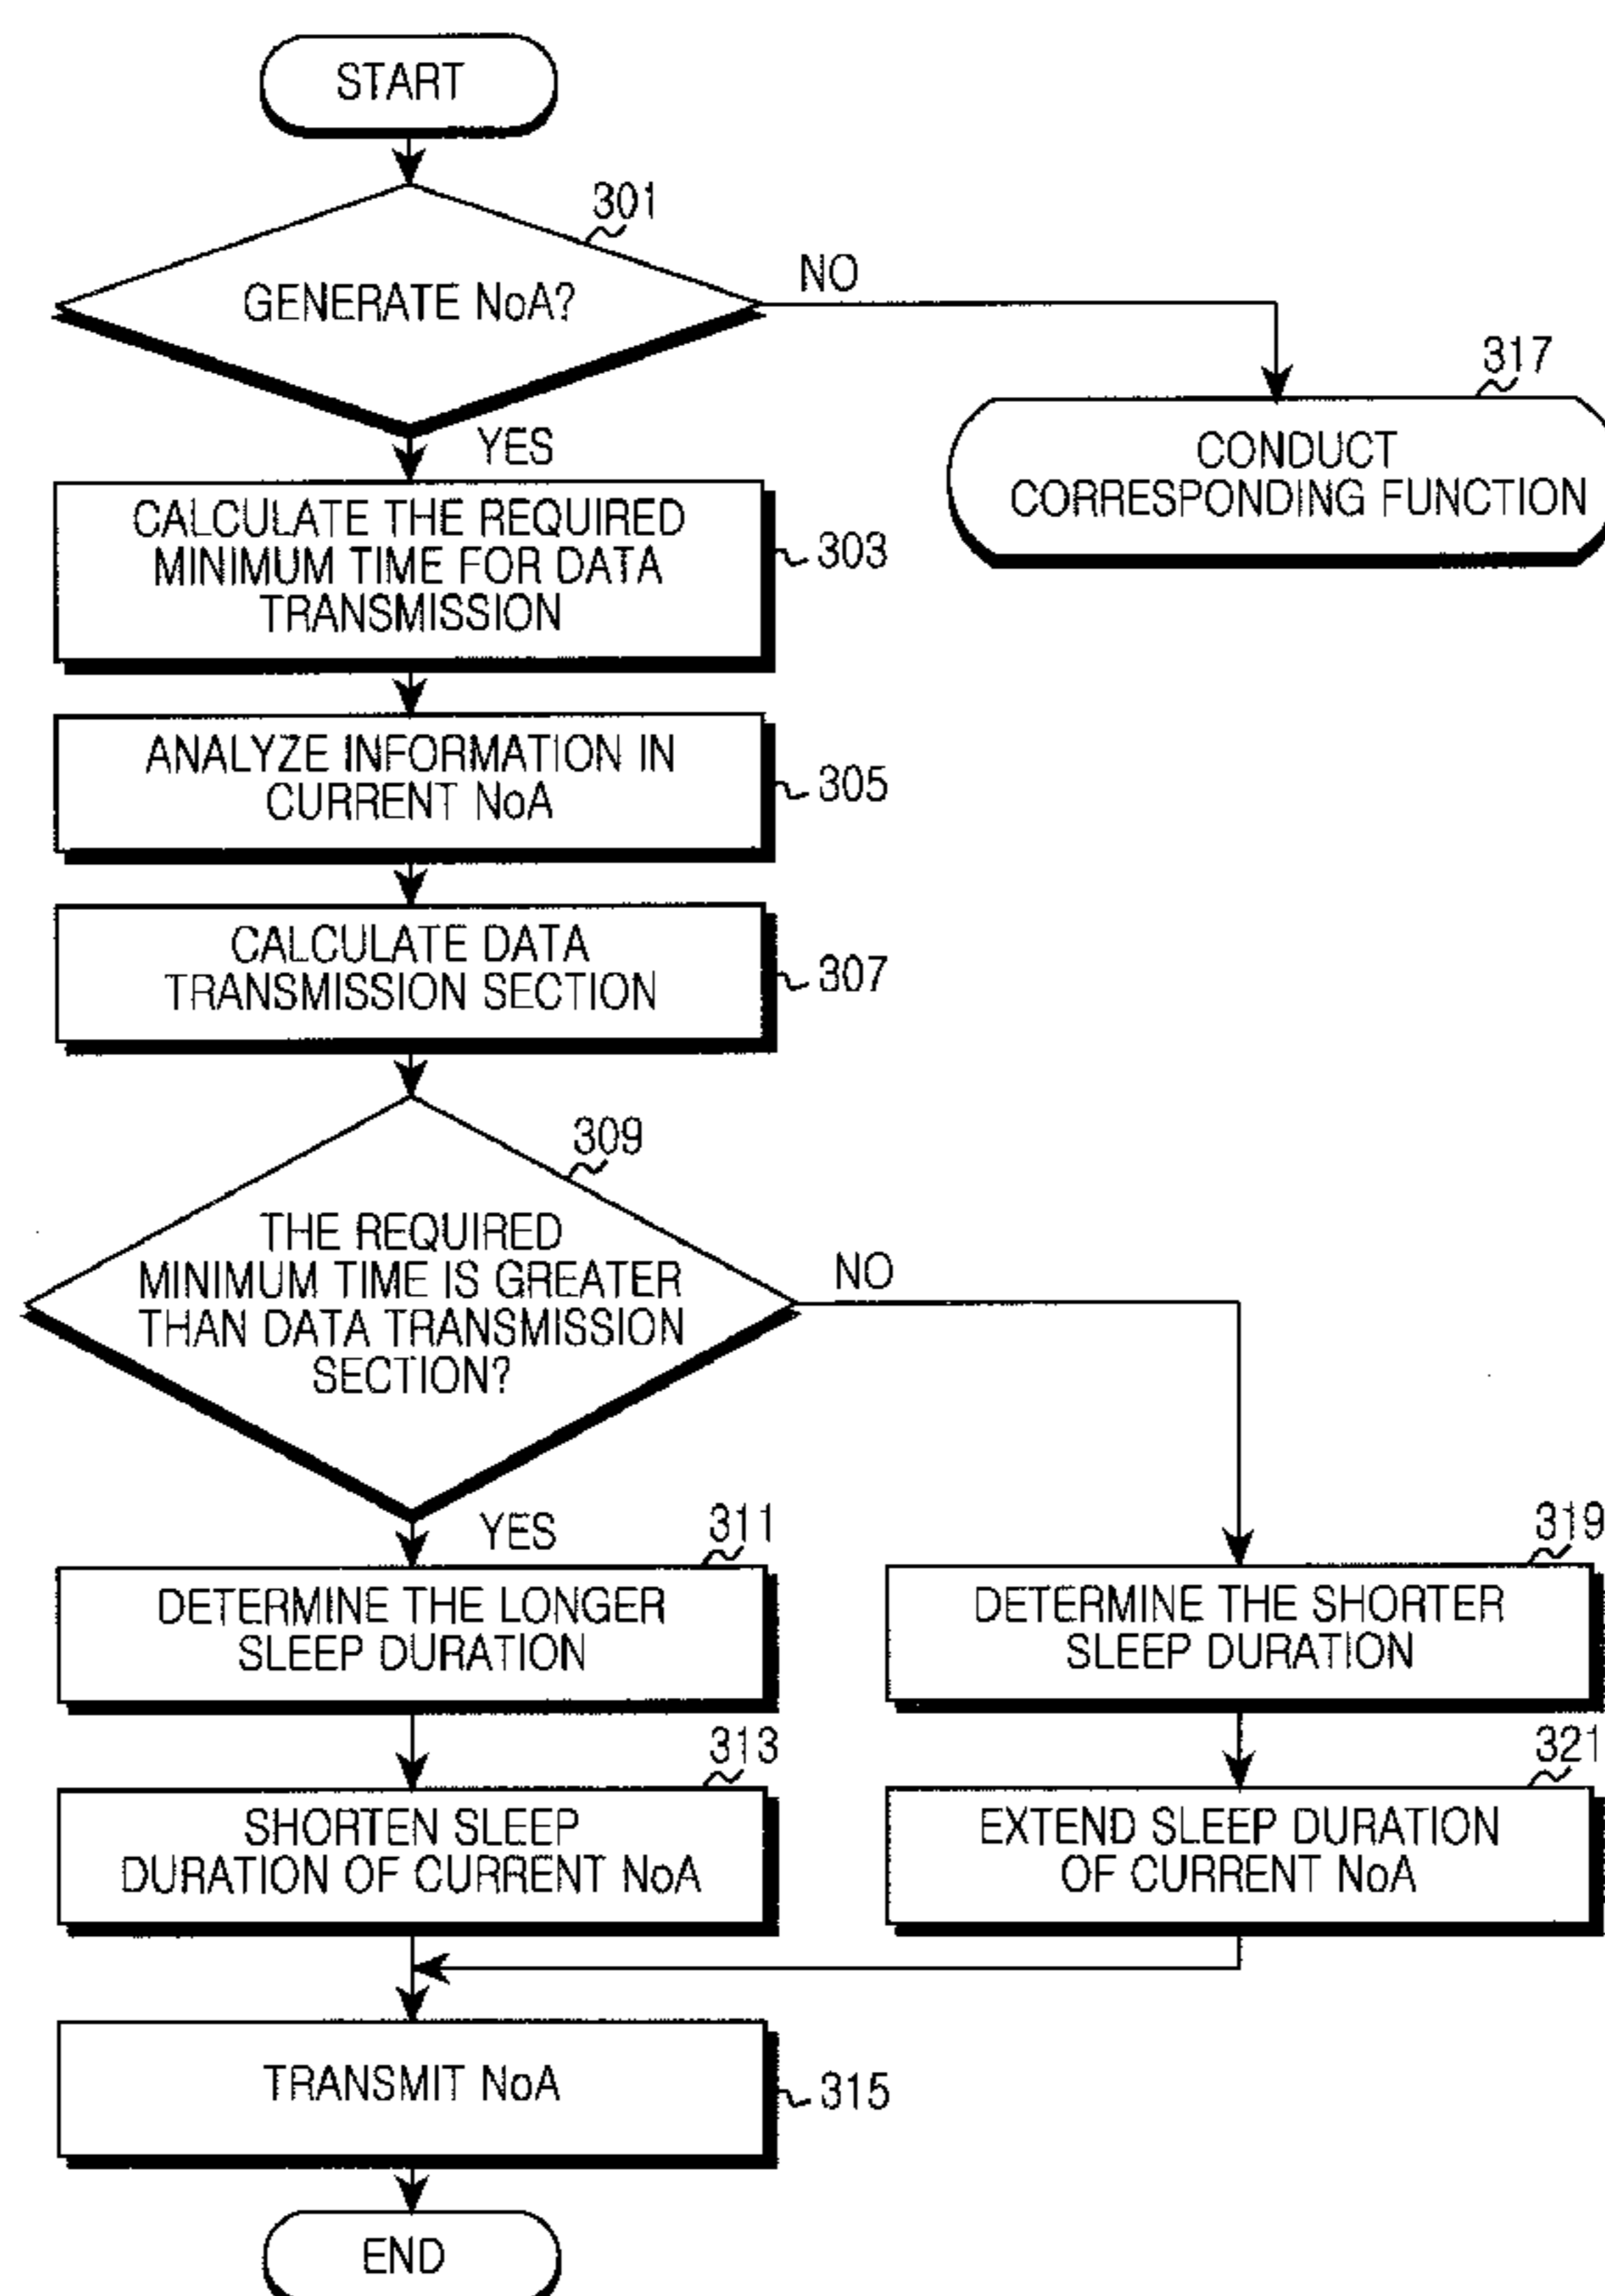 START
301
GENERATE NoA?
NO
317
CONDUCT
CORRESPONDING FUNCTION
YES
CALCULATE THE REQUIRED
MINIMUM TIME FOR DATA
TRANSMISSION
303
ANALYZE INFORMATION IN
CURRENT NoA
305
CALCULATE DATA
TRANSMISSION SECTION
307
309
THE REQUIRED
MINIMUM TIME IS GREATER
THAN DATA TRANSMISSION
SECTION?
NO
YES
311
DETERMINE THE LONGER
SLEEP DURATION
319
DETERMINE THE SHORTER
SLEEP DURATION
313
SHORTEN SLEEP
DURATION OF CURRENT NoA
321
EXTEND SLEEP DURATION
OF CURRENT NoA
TRANSMIT NoA
315
END